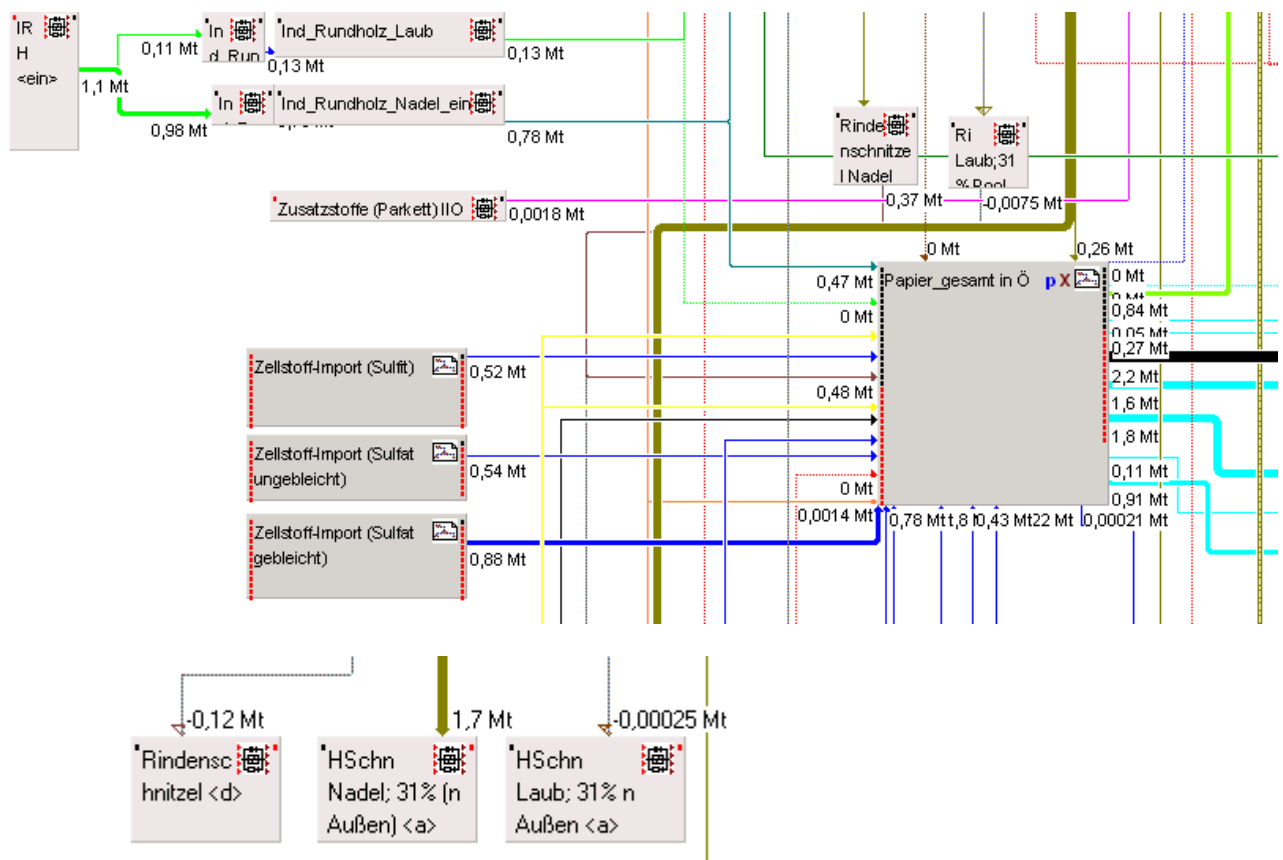 IR
H
<ein>
1,1 Mt
0,11 Mt
In
d_Run
0,13 Mt
Ind_Rundholz_Laub
0,13 Mt
0,98 Mt
In
Ind_Rundholz_Nadel_ein
0,78 Mt
Zusatzstoffe (Parkett) IIO
0,0018 Mt
Rinde
nschnitze
l Nadel
0,37 Mt
Ri
Laub;31
% Pool
-0,0075 Mt
0 Mt
0,26 Mt
Papier_gesamt in Ö
p X
0,47 Mt
0 Mt
0,48 Mt
0 Mt
0,0014 Mt
Zellstoff-Import (Sulfit)
0,52 Mt
Zellstoff-Import (Sulfat
ungebleicht)
0,54 Mt
Zellstoff-Import (Sulfat
gebleicht)
0,88 Mt
0 Mt
0 Mt
0,84 Mt
0,05 Mt
0,27 Mt
2,2 Mt
1,6 Mt
1,8 Mt
0,11 Mt
0,91 Mt
0,78 Mt
0,43 Mt
22 Mt
0,00021 Mt
-0,12 Mt
Rindensc
hnitzel <d>
1,7 Mt
HSchn
Nadel; 31% (n
Außen) <a>
-0,00025 Mt
HSchn
Laub; 31% n
Außen <a>